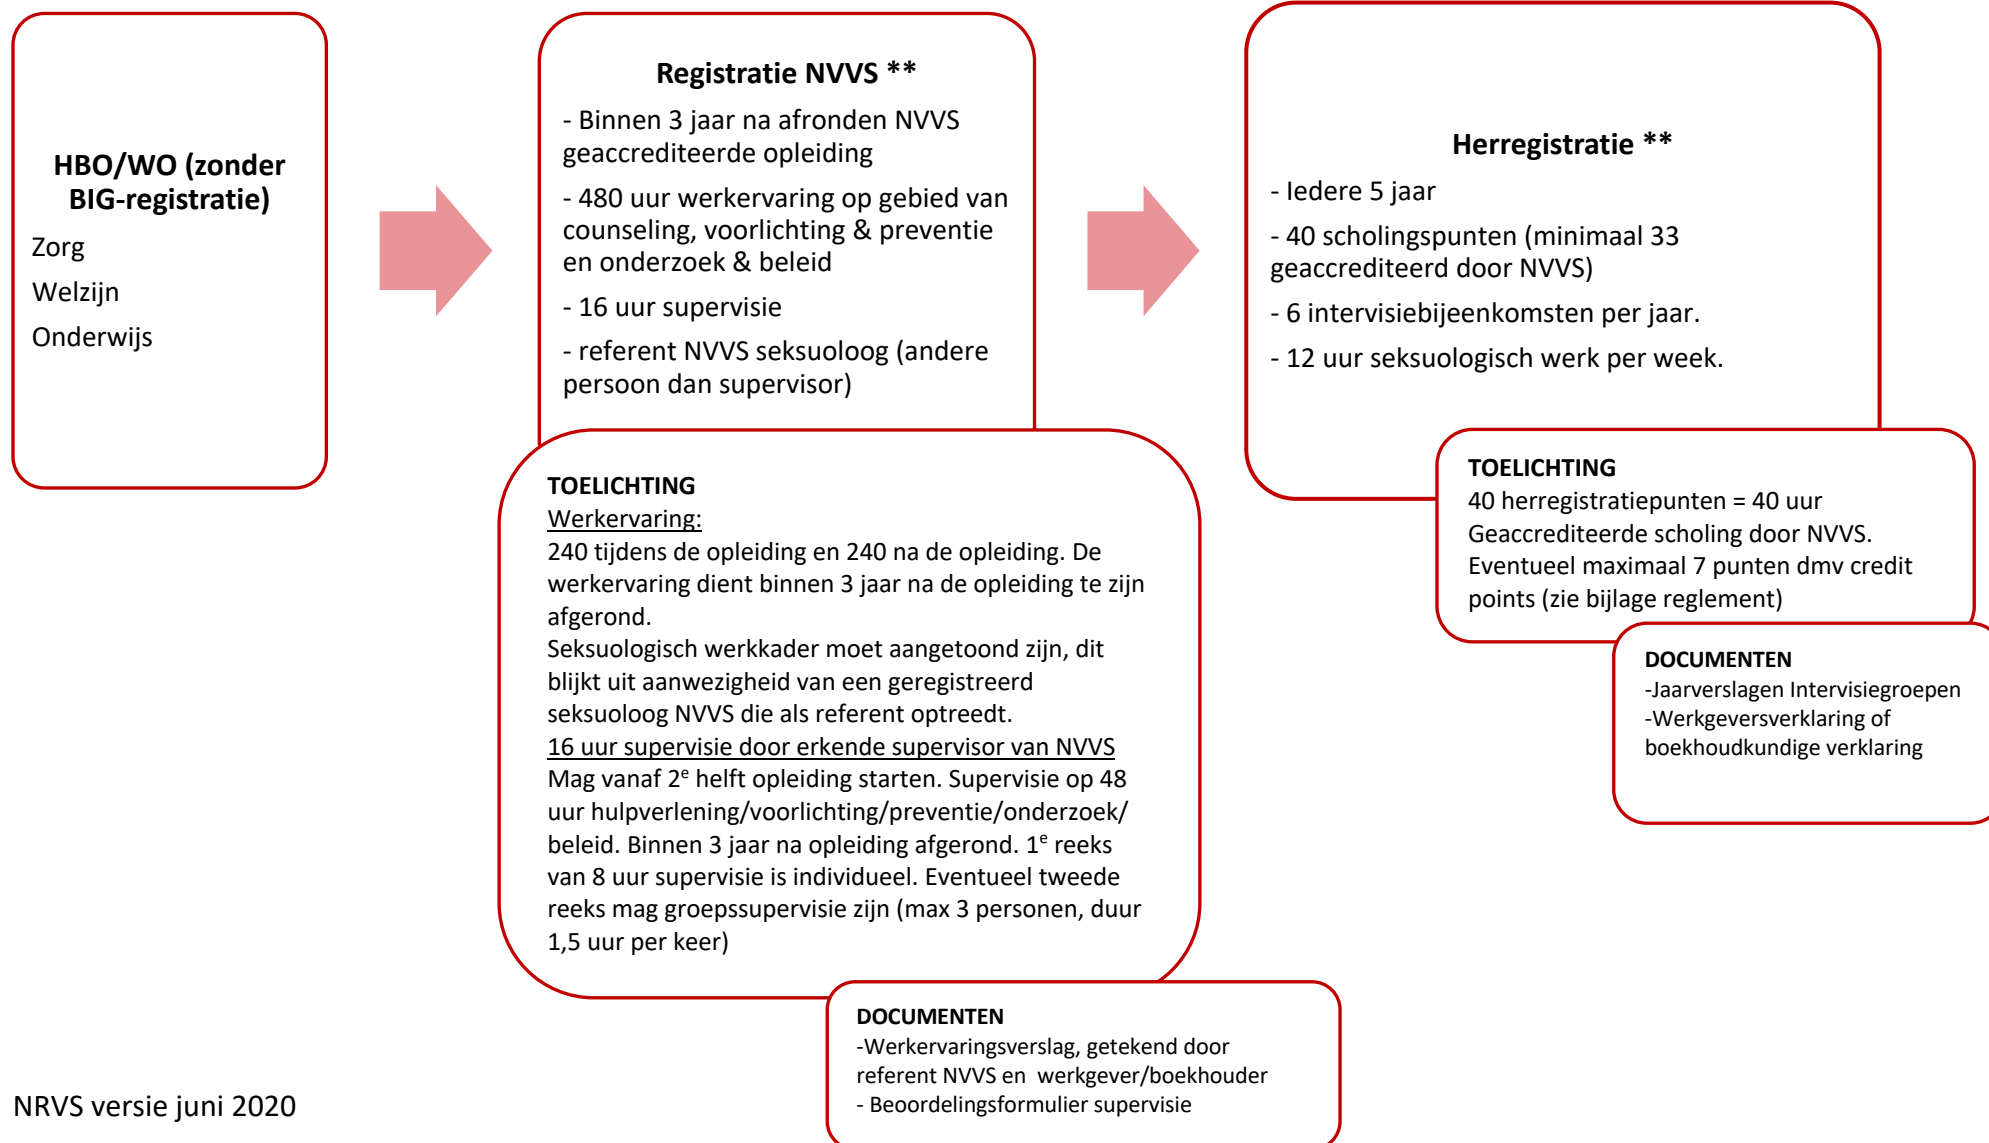 HBO/WO (zonder
BIG-registratie)
Zorg
Welzijn
Onderwijs
Registratie NVVS **
- Binnen 3 jaar na afronden NVVS
geaccrediteerde opleiding
- 480 uur werkervaring op gebied van
counseling, voorlichting & preventie
en onderzoek & beleid
- 16 uur supervisie
- referent NVVS seksuoloog (andere
persoon dan supervisor)
TOELICHTING
Werkervaring:
240 tijdens de opleiding en 240 na de opleiding. De
werkervaring dient binnen 3 jaar na de opleiding te zijn
afgerond.
Seksuologisch werkkader moet aangetoond zijn, dit
blijkt uit aanwezigheid van een geregistreerd
seksuoloog NVVS die als referent optreedt.
16 uur supervisie door erkende supervisor van NVVS
Mag vanaf 2e helft opleiding starten. Supervisie op 48
uur hulpverlening/voorlichting/preventie/onderzoek/
beleid. Binnen 3 jaar na opleiding afgerond. 1e reeks
van 8 uur supervisie is individueel. Eventueel tweede
reeks mag groepssupervisie zijn (max 3 personen, duur
1,5 uur per keer)
DOCUMENTEN
-Werkervaringsverslag, getekend door
referent NVVS en  werkgever/boekhouder
- Beoordelingsformulier supervisie
Herregistratie **
- Iedere 5 jaar
- 40 scholingspunten (minimaal 33
geaccrediteerd door NVVS)
- 6 intervisiebijeenkomsten per jaar.
- 12 uur seksuologisch werk per week.
TOELICHTING
40 herregistratiepunten = 40 uur
Geaccrediteerde scholing door NVVS.
Eventueel maximaal 7 punten dmv credit
points (zie bijlage reglement)
DOCUMENTEN
-Jaarverslagen Intervisiegroepen
-Werkgeversverklaring of
boekhoudkundige verklaring
NRVS versie juni 2020